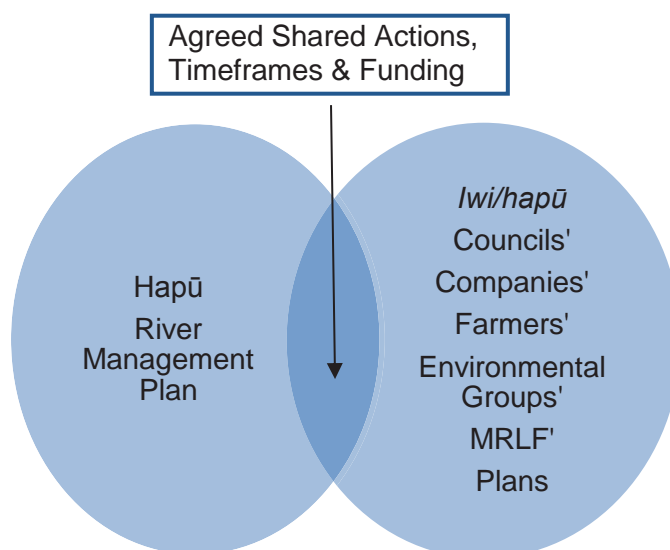 Agreed Shared Actions,
Timeframes & Funding
Hapū
River
Management
Plan
Iwi/hapū
Councils'
Companies'
Farmers'
Environmental
Groups'
MRLF'
Plans